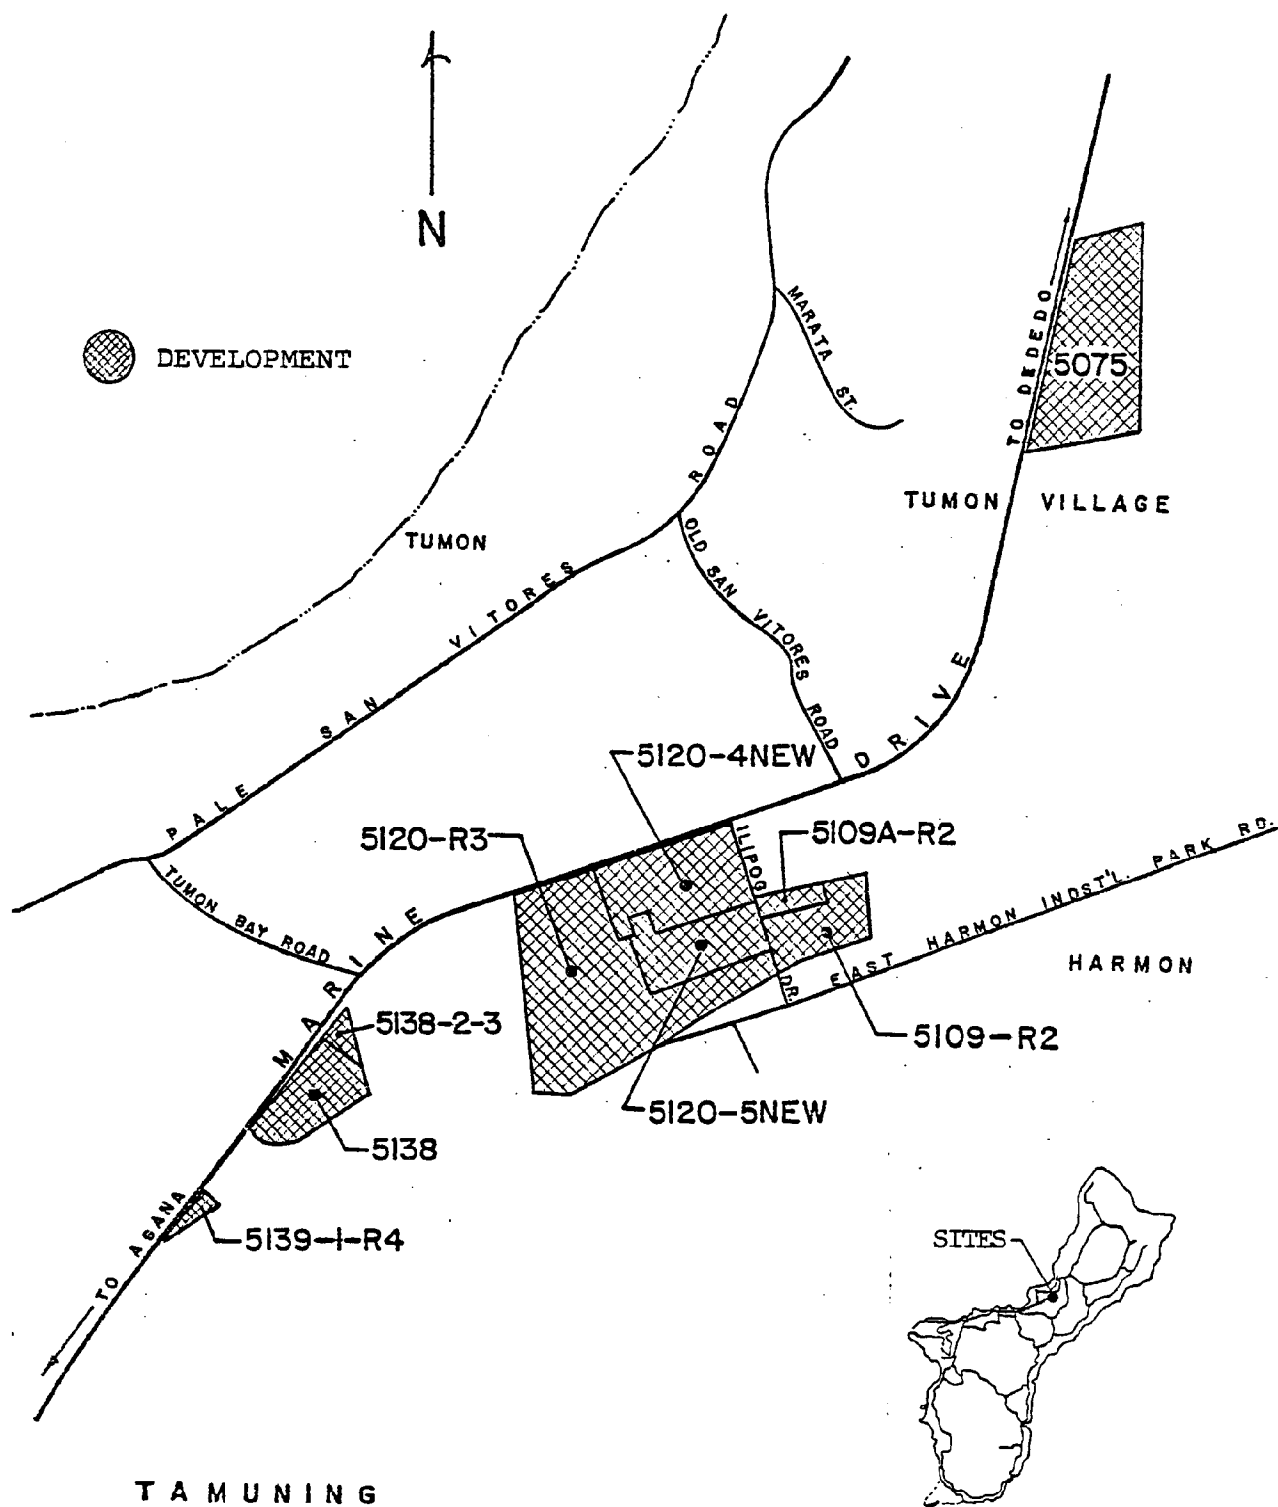 N
DEVELOPMENT
MARATA ST.
TO DEDEDO
5075
TUMON VILLAGE
TUMON
PALE SAN VITORES ROAD
OLD SAN VITORES ROAD
5120-4NEW
5120-R3
ILIPOG DR.
5109A-R2
EAST HARMON INDST'L. PARK RD.
TUMON BAY ROAD
MARINE DRIVE
HARMON
5138-2-3
5109-R2
5120-5NEW
5138
TO AGANA
5139-1-R4
SITES
TAMUNING